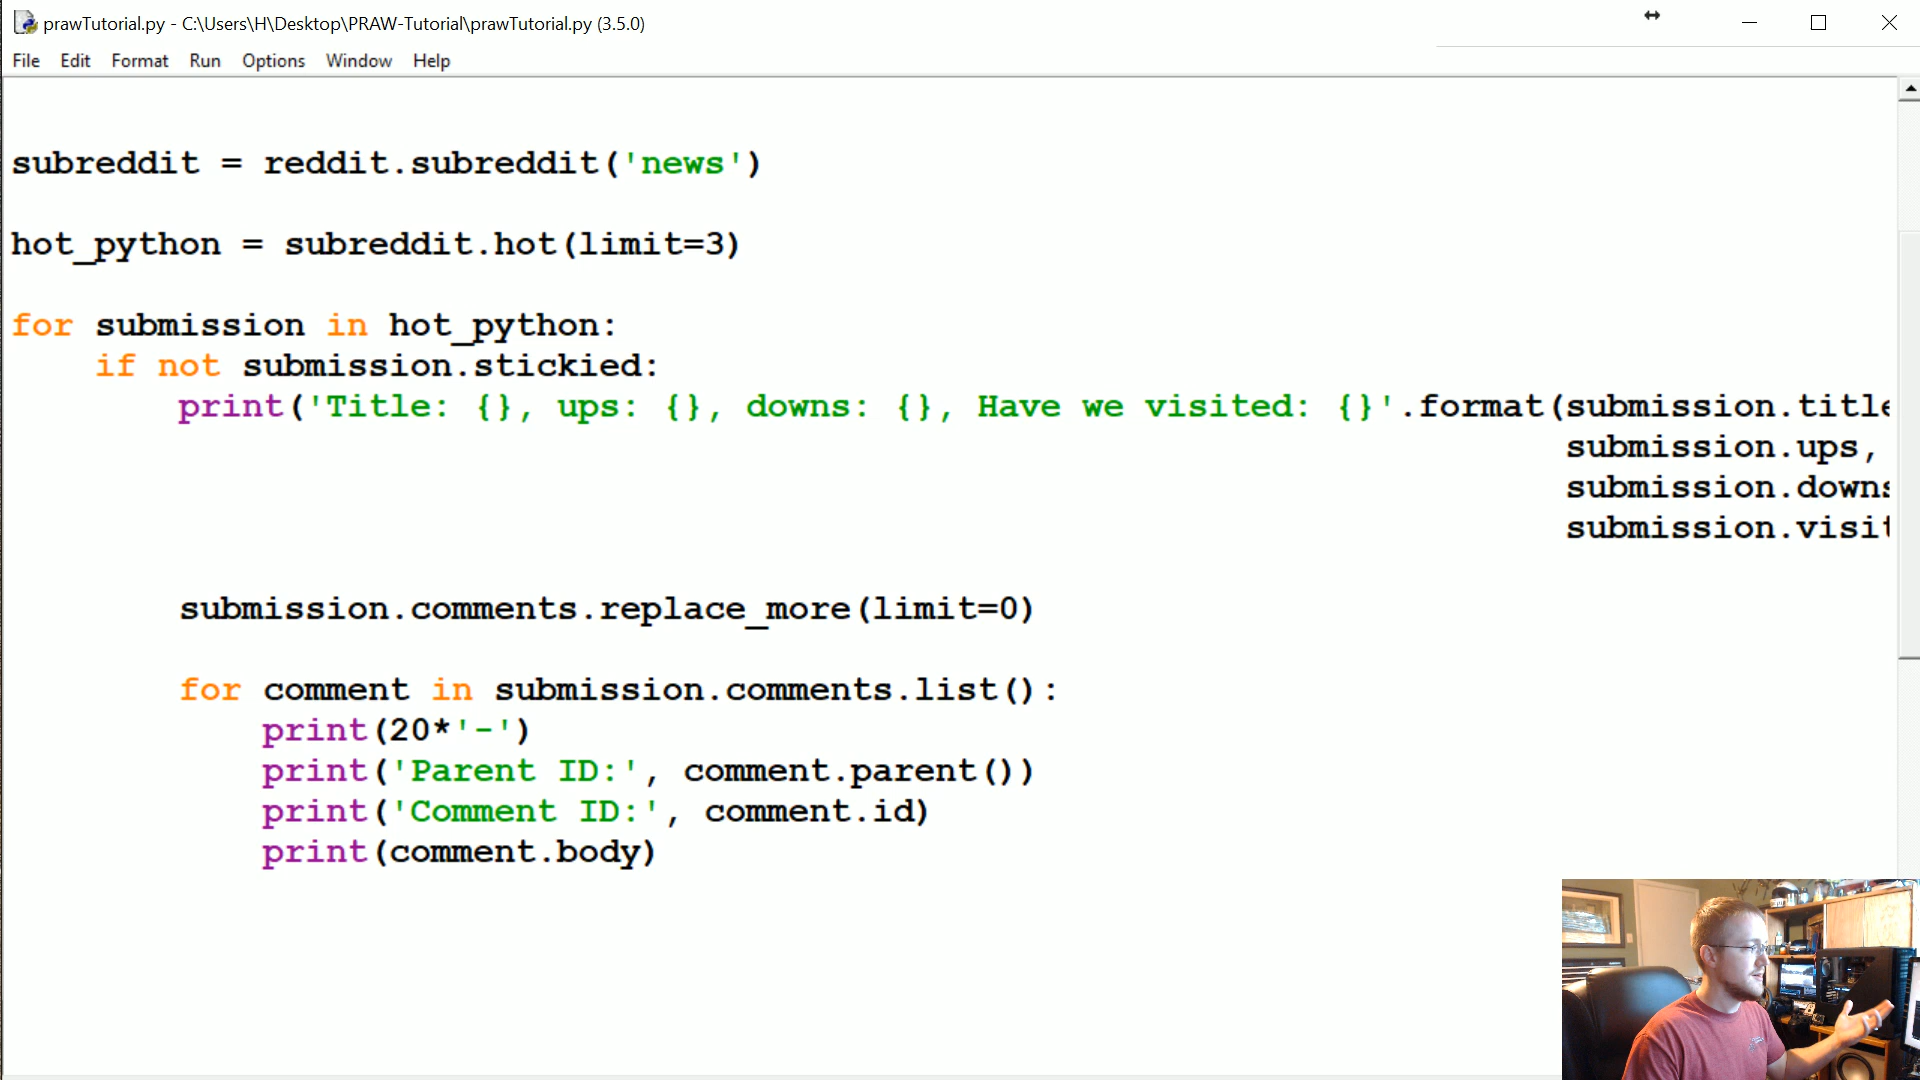 prawTutorial.py - C:\Users\H\Desktop\PRAW-Tutorial\prawTutorial.py (3.5.0)
File Edit Format Run Options Window Help
subreddit = reddit.subreddit('news')
hot_python = subreddit.hot(limit=3)
for submission in hot_python:
    if not submission.stickied:
        print('Title: {}, ups: {}, downs: {}, Have we visited: {}'.format(submission.title
submission.ups,
submission.downs
submission.visit
        submission.comments.replace_more(limit=0)
        for comment in submission.comments.list():
            print(20*'-')
            print('Parent ID:', comment.parent())
            print('Comment ID:', comment.id)
            print(comment.body)